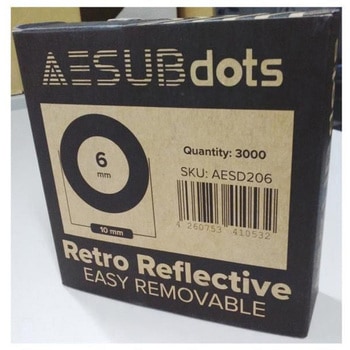 AESUBdots
6
mm
10 mm
Quantity: 3000
SKU: AESD206
4 260753 410532
Retro Reflective
EASY REMOVABLE